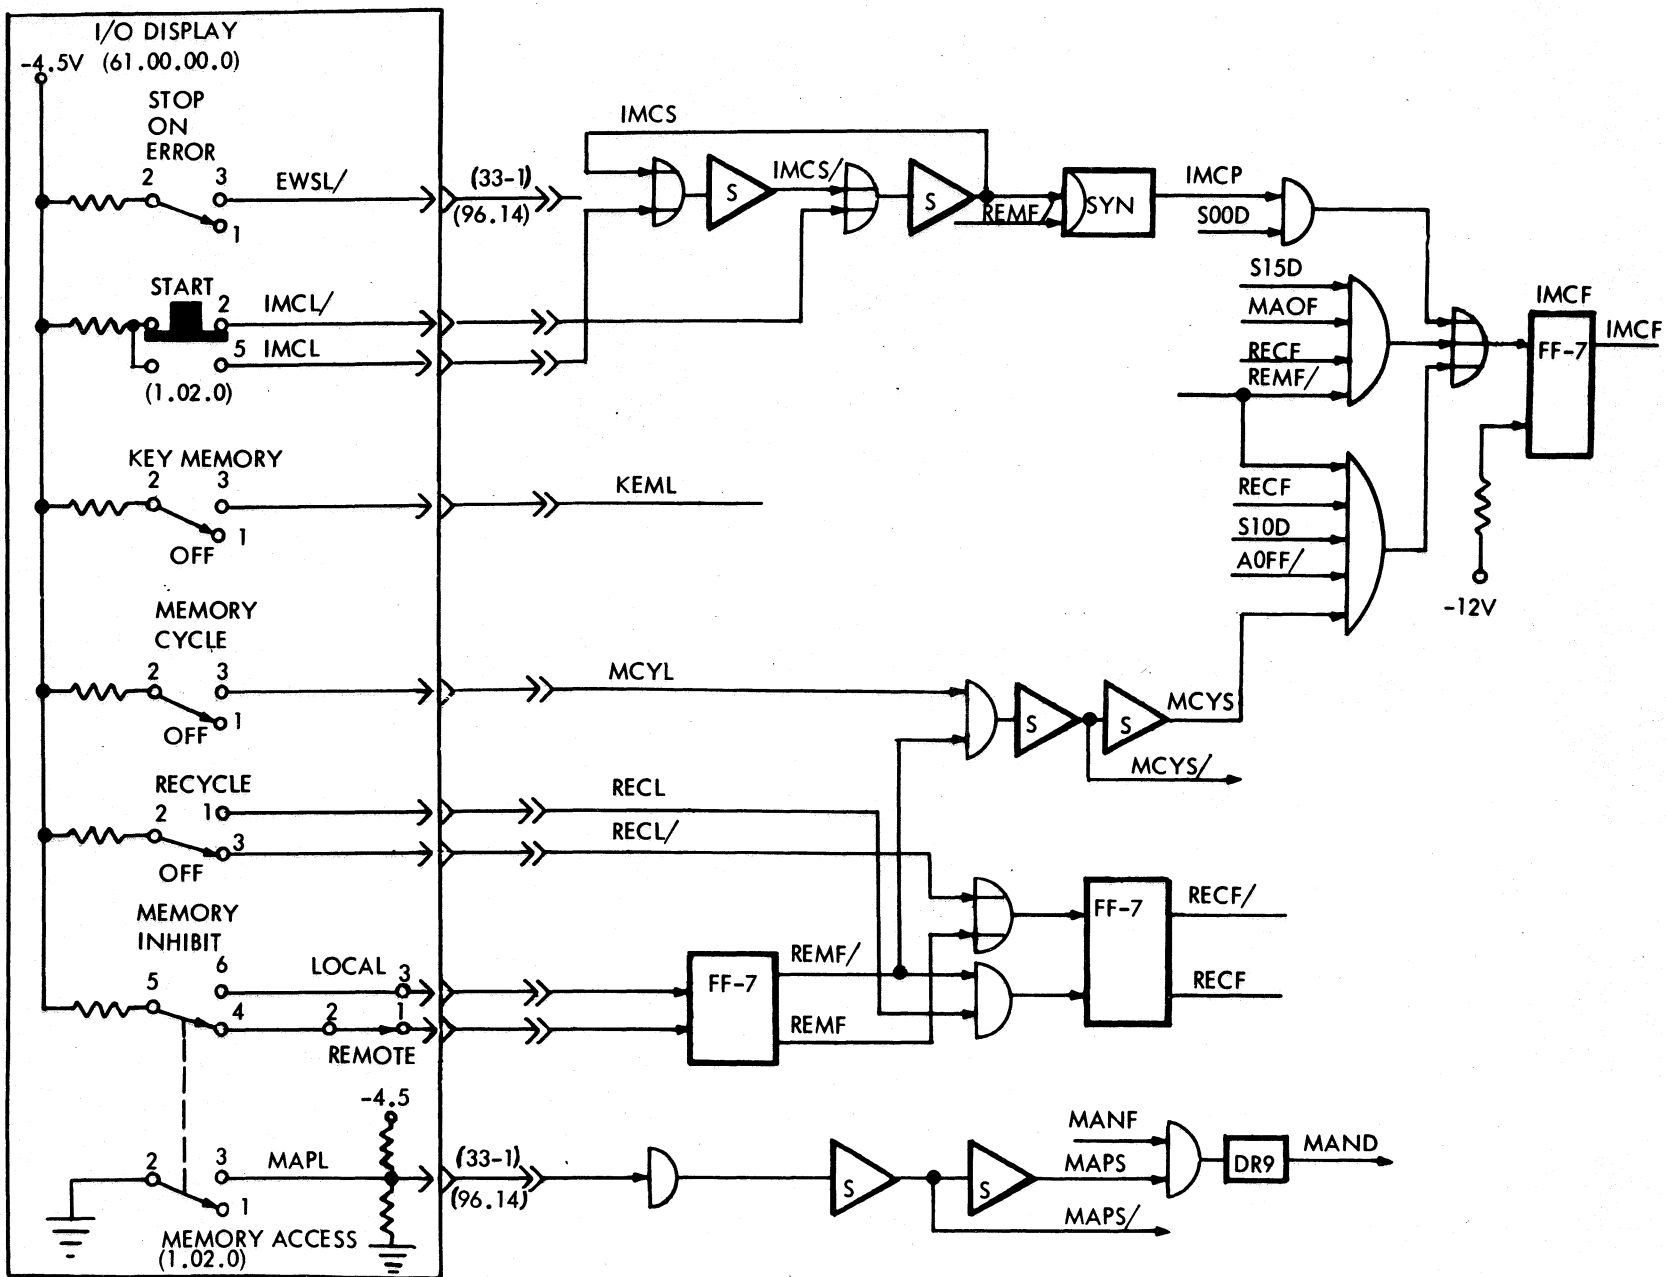 I/O DISPLAY
-4.5V (61.00.00.0)
STOP
ON
ERROR
2 3
EWSL/
1
(33-1)
(96.14)
IMCS
S
IMCS/
S
REMF/
SYN
IMCP
S00D
START
2 IMCL/
5 IMCL
(1.02.0)
S15D
MAOF
RECF
REMF/
IMCF
FF-7
IMCF
KEY MEMORY
2 3
1
OFF
KEML
RECF
S10D
A0FF/
-12V
MEMORY
CYCLE
2 3
1
OFF
MCYL
S
S
MCYS
MCYS/
RECYCLE
2 1
3
OFF
RECL
RECL/
FF-7
RECF/
RECF
MEMORY
INHIBIT
5 6
4
LOCAL 3
2 1
REMOTE
FF-7
REMF/
REMF
-4.5
2 3
MAPL
1
MEMORY ACCESS
(1.02.0)
(33-1)
(96.14)
S
S
MANF
MAPS
MAPS/
DR9
MAND